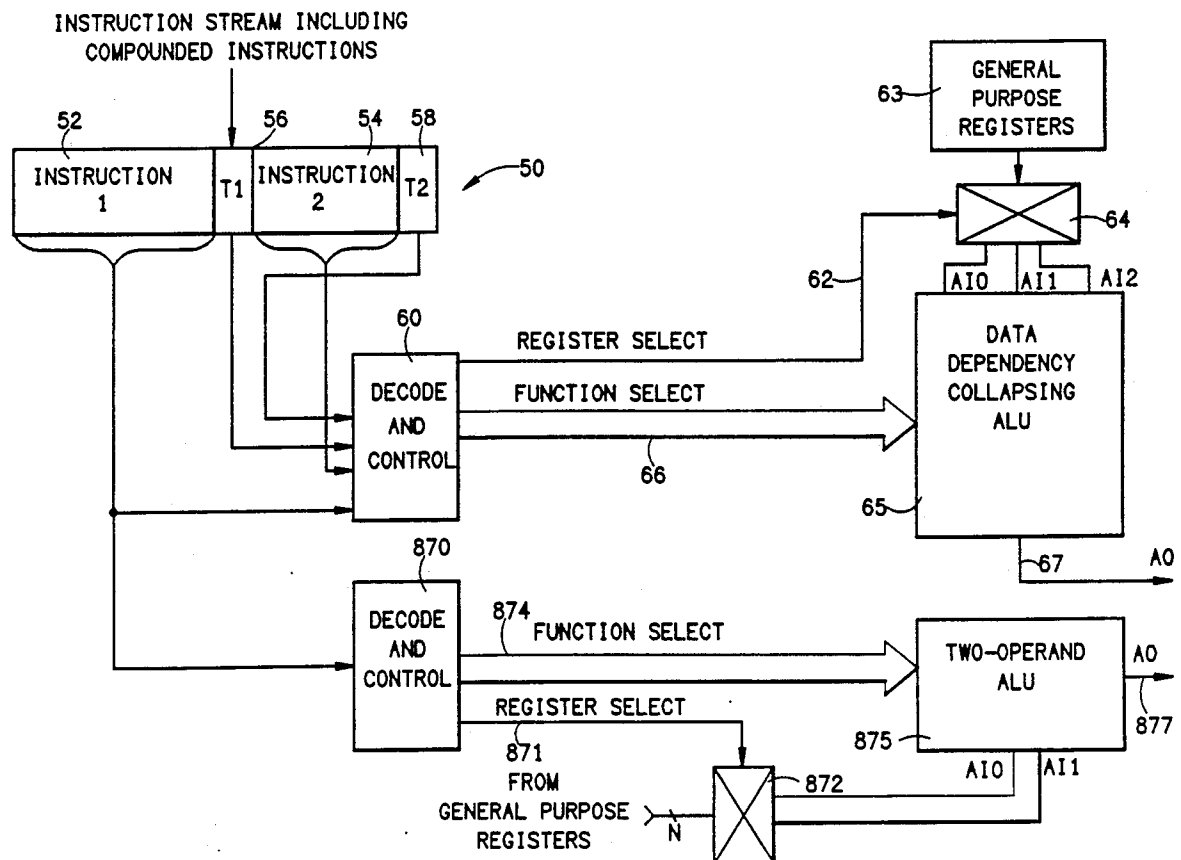 INSTRUCTION STREAM INCLUDING
COMPOUNDED INSTRUCTIONS
52
56
54
58
INSTRUCTION
1
T1
INSTRUCTION
2
T2
50
63
GENERAL
PURPOSE
REGISTERS
64
62
AI0
AI1
AI2
60
DECODE
AND
CONTROL
REGISTER SELECT
FUNCTION SELECT
66
DATA
DEPENDENCY
COLLAPSING
ALU
65
67
AO
870
DECODE
AND
CONTROL
874
FUNCTION SELECT
REGISTER SELECT
871
TWO-OPERAND
ALU
875
AO
877
AI0
AI1
FROM
GENERAL PURPOSE
REGISTERS
N
872